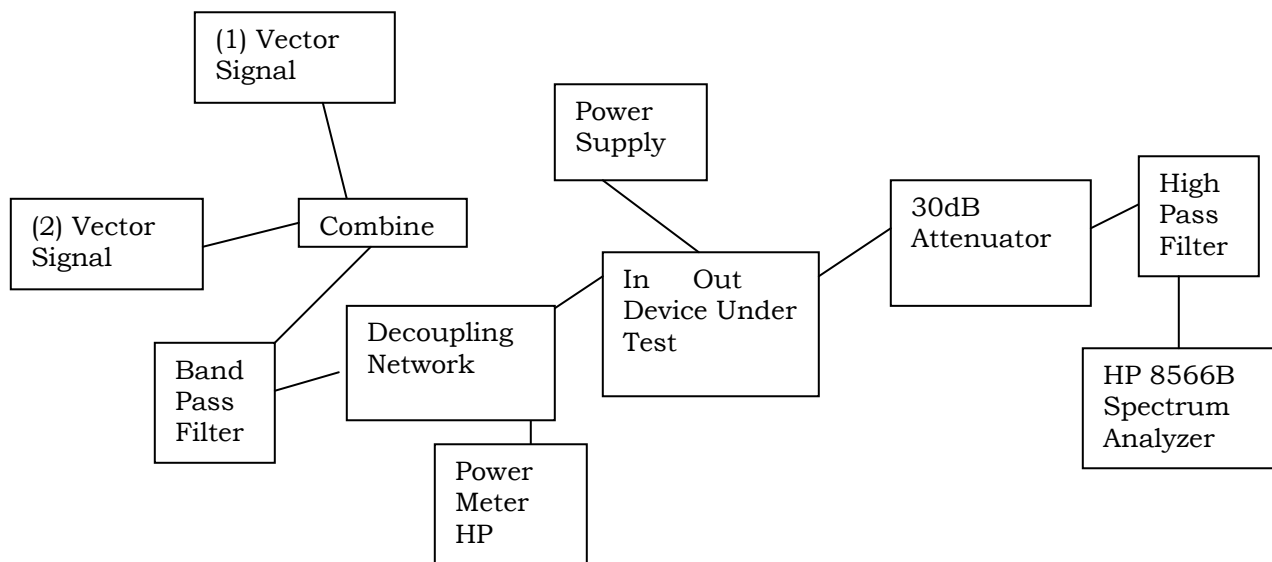 (1) Vector
Signal
(2) Vector
Signal
Combine
Band
Pass
Filter
Decoupling
Network
Power
Meter
HP
Power
Supply
In Out
Device Under
Test
30dB
Attenuator
High
Pass
Filter
HP 8566B
Spectrum
Analyzer